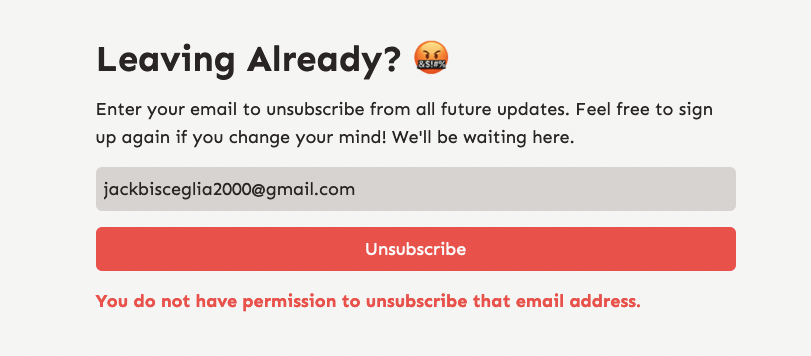 Leaving Already? 🤬
Enter your email to unsubscribe from all future updates. Feel free to sign
up again if you change your mind! We'll be waiting here.
jackbisceglia2000@gmail.com
Unsubscribe
You do not have permission to unsubscribe that email address.